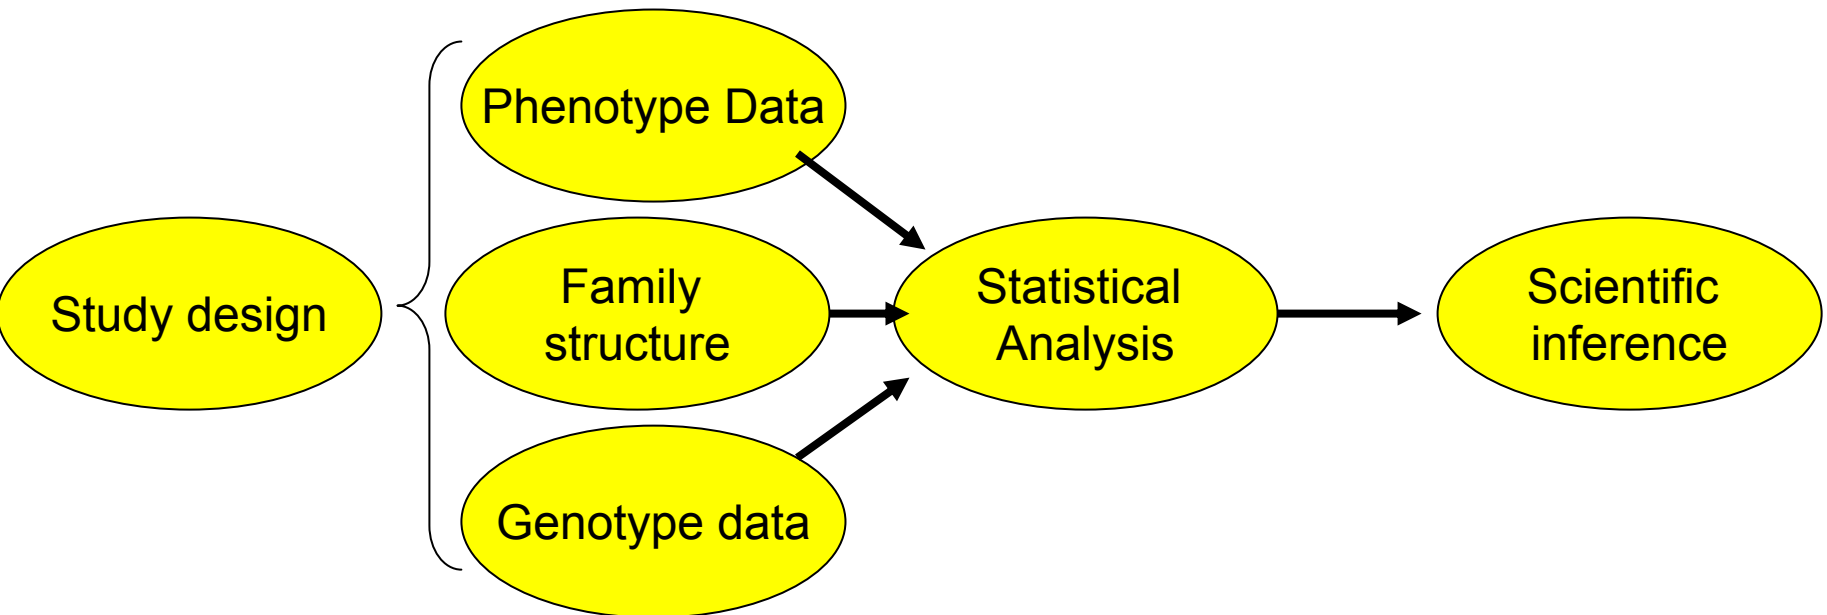 Study design
Phenotype Data
Family
structure
Genotype data
Statistical
Analysis
Scientific
inference